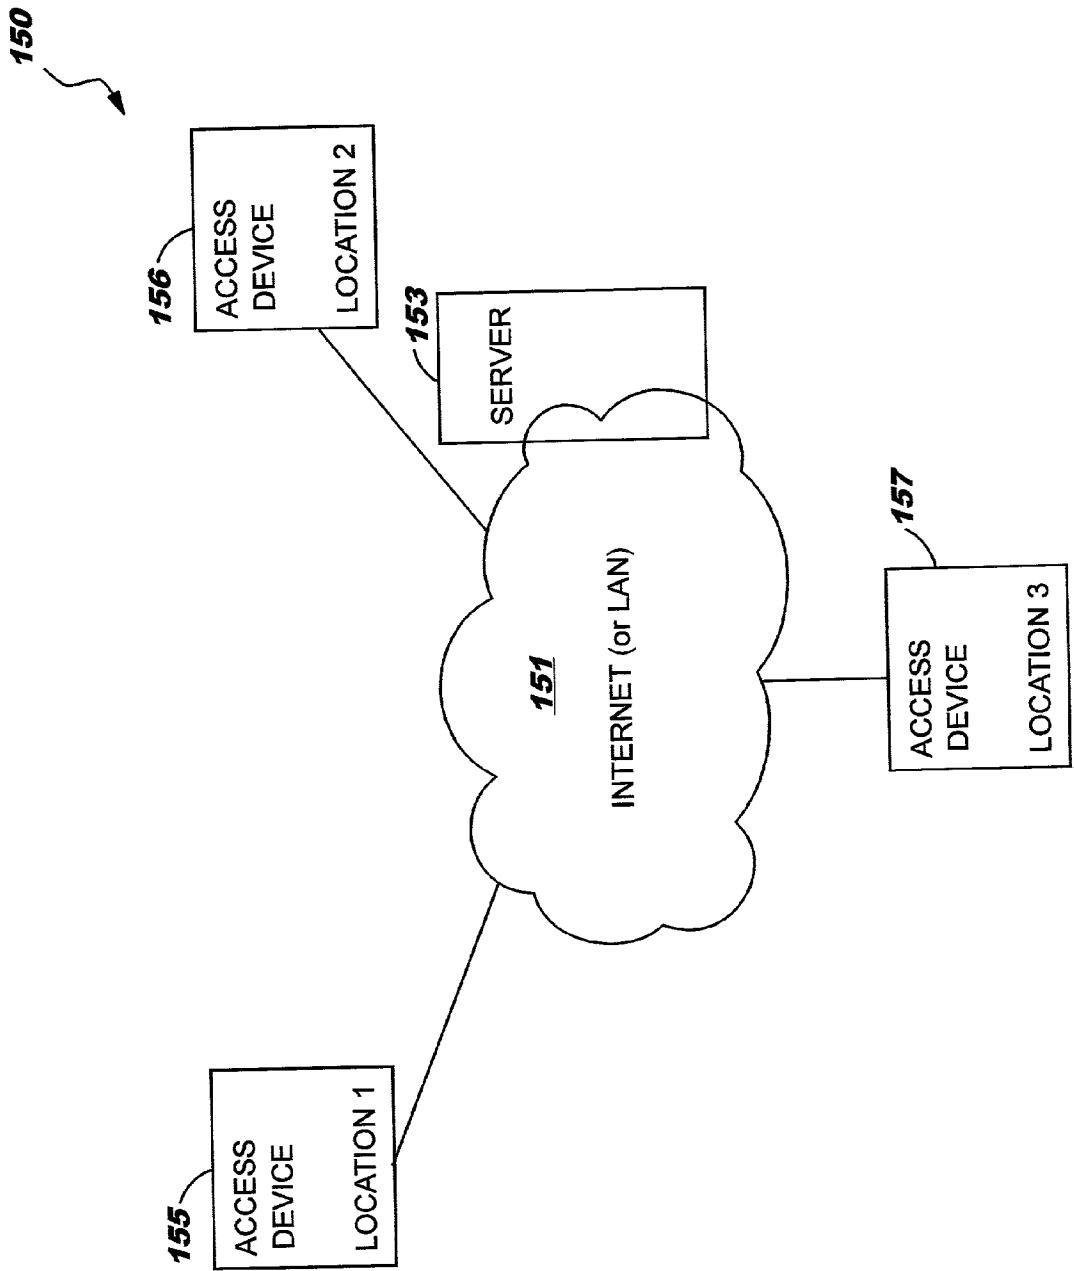 150
155
ACCESS
DEVICE
LOCATION 1
156
ACCESS
DEVICE
LOCATION 2
153
SERVER
151
INTERNET (or LAN)
157
ACCESS
DEVICE
LOCATION 3